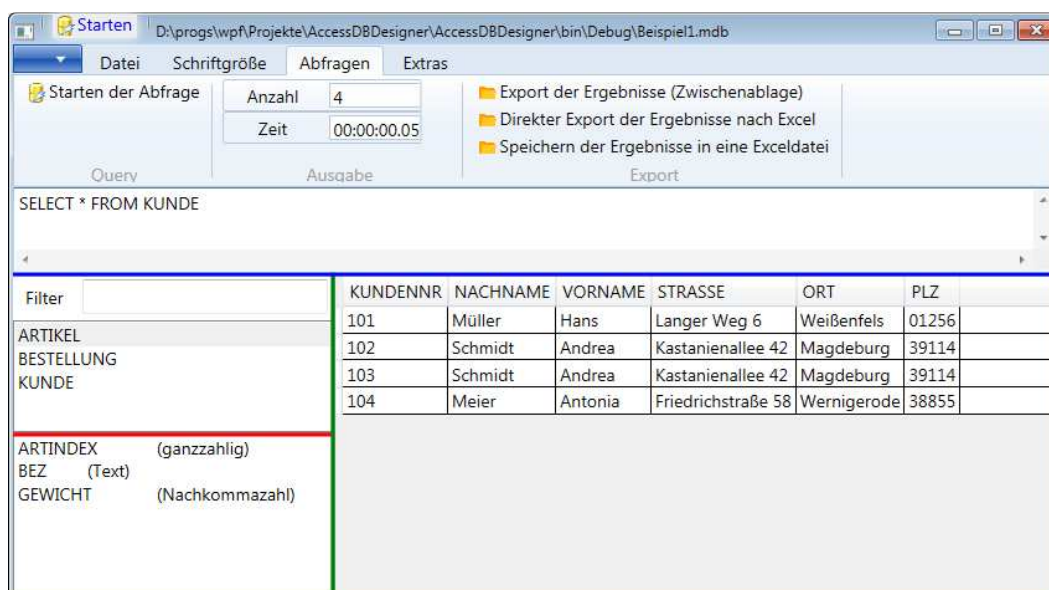 Starten D:\progs\wpf\Projekte\AccessDBDesigner\AccessDBDesigner\bin\Debug\Beispiel1.mdb
Datei Schriftgröße Abfragen Extras
Starten der Abfrage Anzahl 4 Export der Ergebnisse (Zwischenablage)
Zeit 00:00:00.05 Direkter Export der Ergebnisse nach Excel
Speichern der Ergebnisse in eine Exceldatei
Query Ausgabe Export
SELECT * FROM KUNDE
Filter
ARTIKEL
BESTELLUNG
KUNDE
ARTINDEX (ganzzahlig)
BEZ (Text)
GEWICHT (Nachkommazahl)
KUNDENNR NACHNAME VORNAME STRASSE ORT PLZ
101 Müller Hans Langer Weg 6 Weißenfels 01256
102 Schmidt Andrea Kastanienallee 42 Magdeburg 39114
103 Schmidt Andrea Kastanienallee 42 Magdeburg 39114
104 Meier Antonia Friedrichstraße 58 Wernigerode 38855